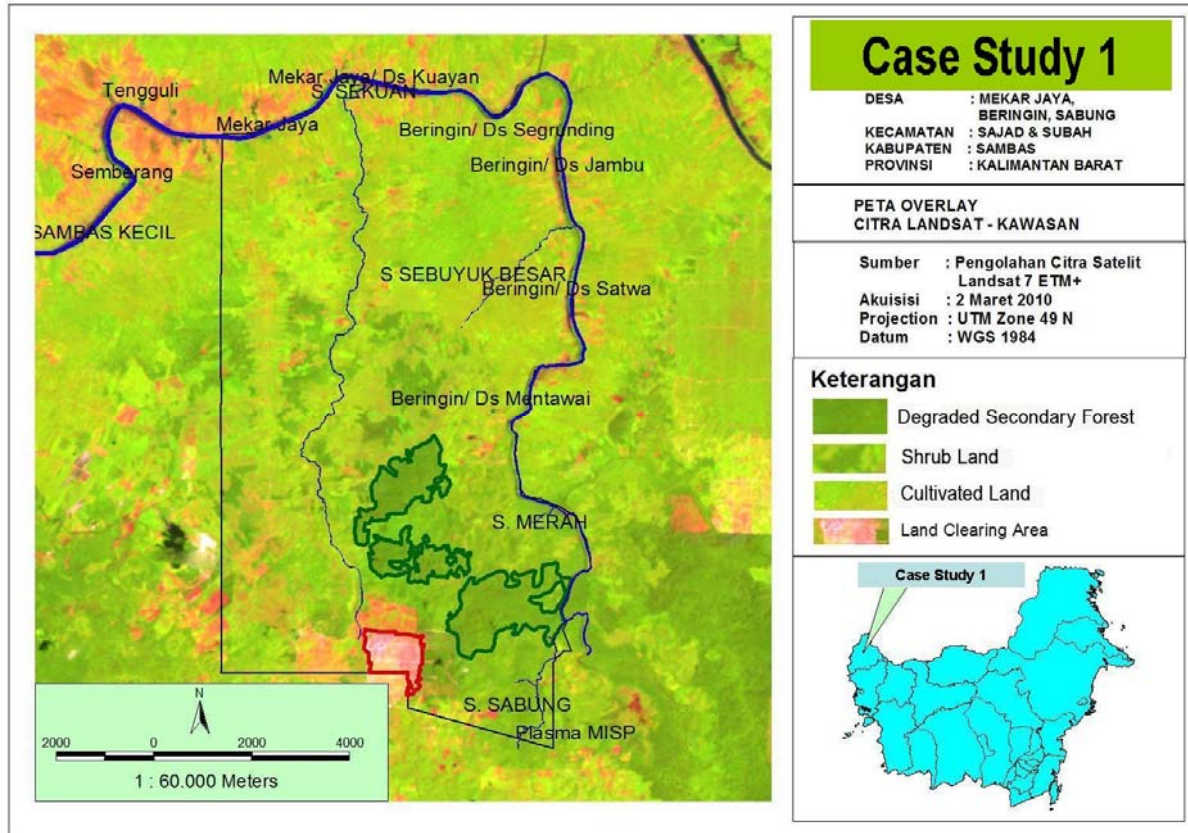 Tengguli
Mekar Jaya/ Ds Kuayan
S. SEKUAN
Mekar Jaya
Beringin/ Ds Segrunding
Beringin/ Ds Jambu
Semberang
SAMBAS KECIL
S SEBUYUK BESAR
Beringin/ Ds Satwa
Beringin/ Ds Mentawai
S. MERAH
S. SABUNG
Plasma MISP
N
2000 0 2000 4000
1 : 60.000 Meters
Case Study 1
DESA : MEKAR JAYA,
BERINGIN, SABUNG
KECAMATAN : SAJAD & SUBAH
KABUPATEN : SAMBAS
PROVINSI : KALIMANTAN BARAT
PETA OVERLAY
CITRA LANDSAT - KAWASAN
Sumber : Pengolahan Citra Satelit
Landsat 7 ETM+
Akuisisi : 2 Maret 2010
Projection : UTM Zone 49 N
Datum : WGS 1984
Keterangan
Degraded Secondary Forest
Shrub Land
Cultivated Land
Land Clearing Area
Case Study 1